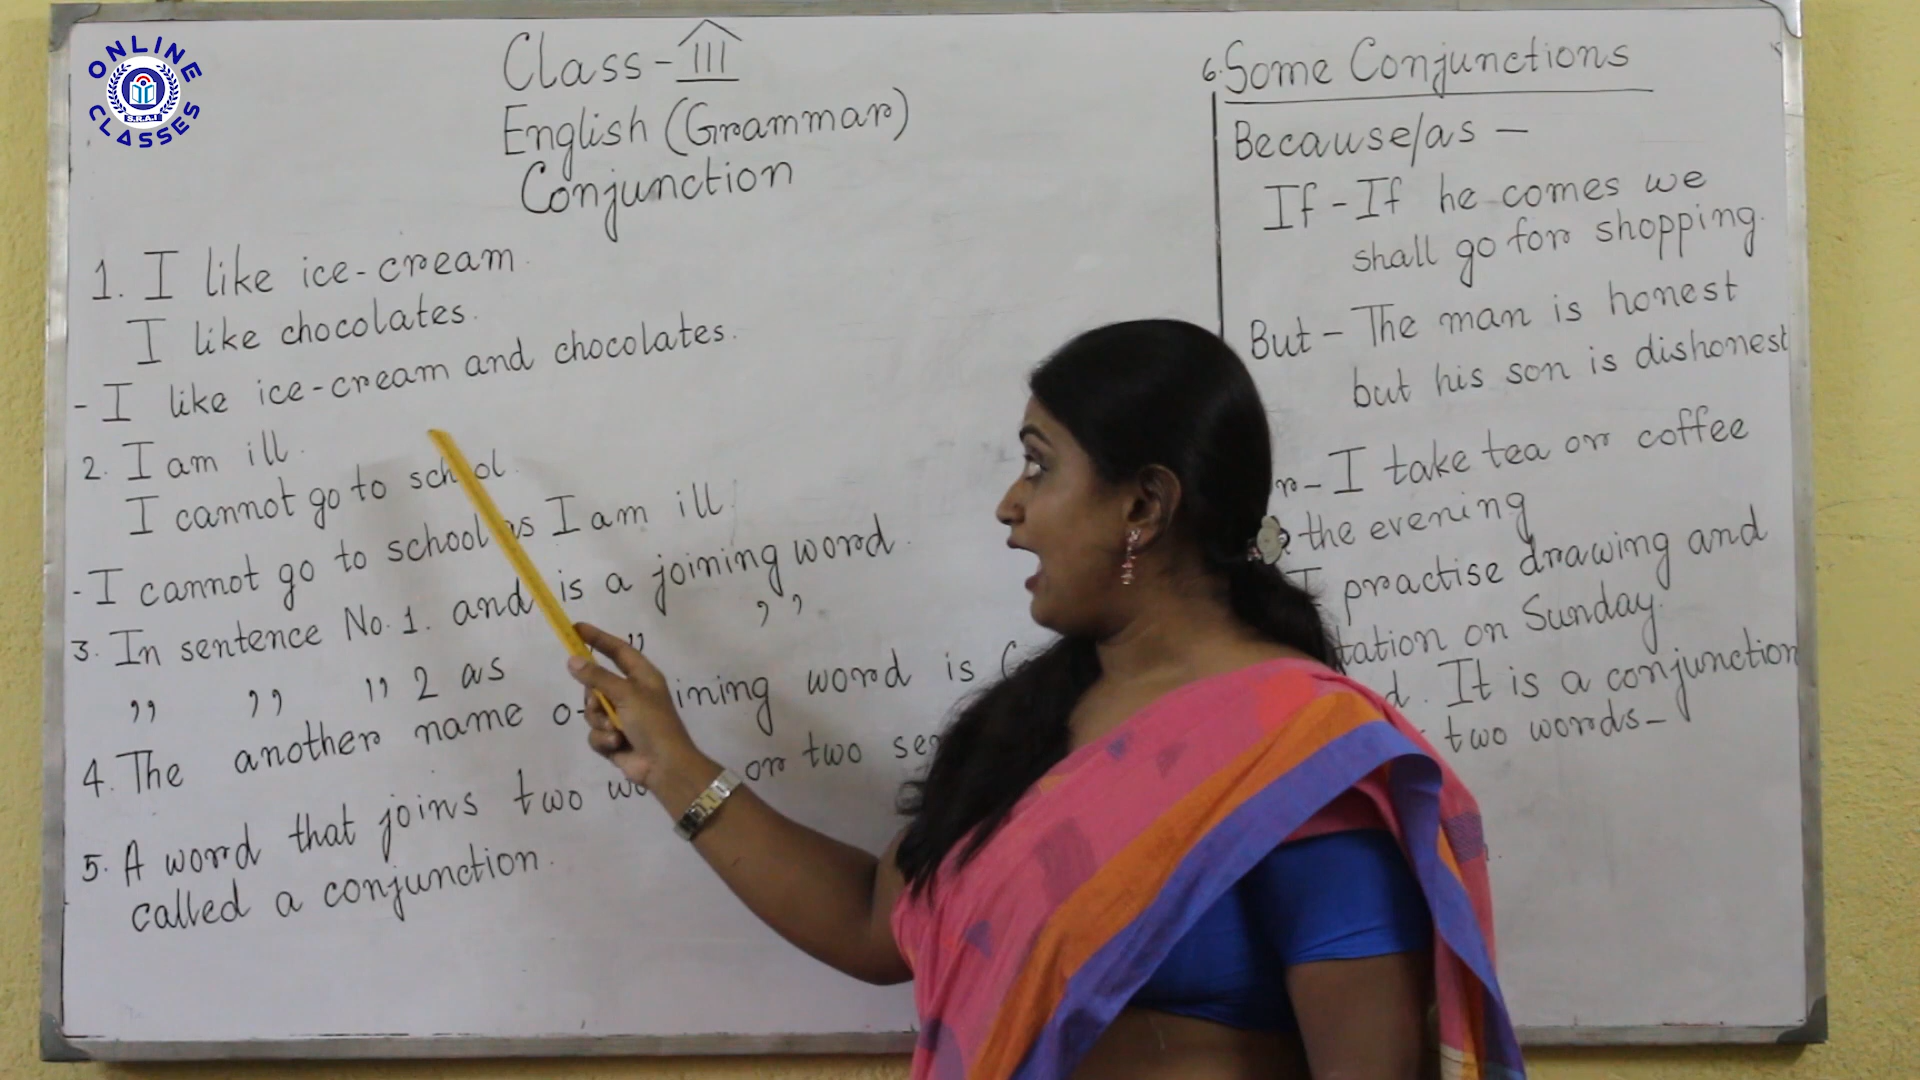 ONLINE CLASSES
S.R.A.I
Class-III
English (Grammar)
Conjunction
1. I like ice-cream.
I like chocolates.
- I like ice-cream and chocolates.
2. I am ill.
I cannot go to school.
- I cannot go to school as I am ill.
3. In sentence No. 1. and is a joining word.
,, ,, ,, 2 as ,, ,,
4. The another name word is
5. A word that joins two or two
called a conjunction.
6. Some Conjunctions
Because/as -
If - If he comes we
shall go for shopping.
But - The man is honest
but his son is dishonest
- I take tea or coffee
the evening
I practise drawing and
on Sunday.
It is a conjunction
two words-